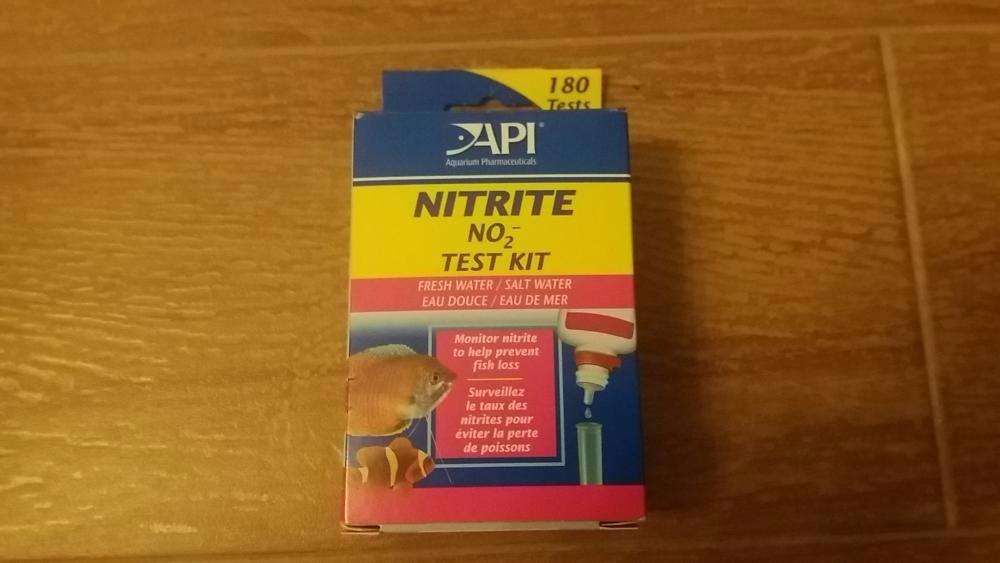 180
Tests
API®
Aquarium Pharmaceuticals
NITRITE
NO₂⁻
TEST KIT
FRESH WATER / SALT WATER
EAU DOUCE / EAU DE MER
Monitor nitrite
to help prevent
fish loss
Surveillez
le taux des
nitrites pour
éviter la perte
de poissons